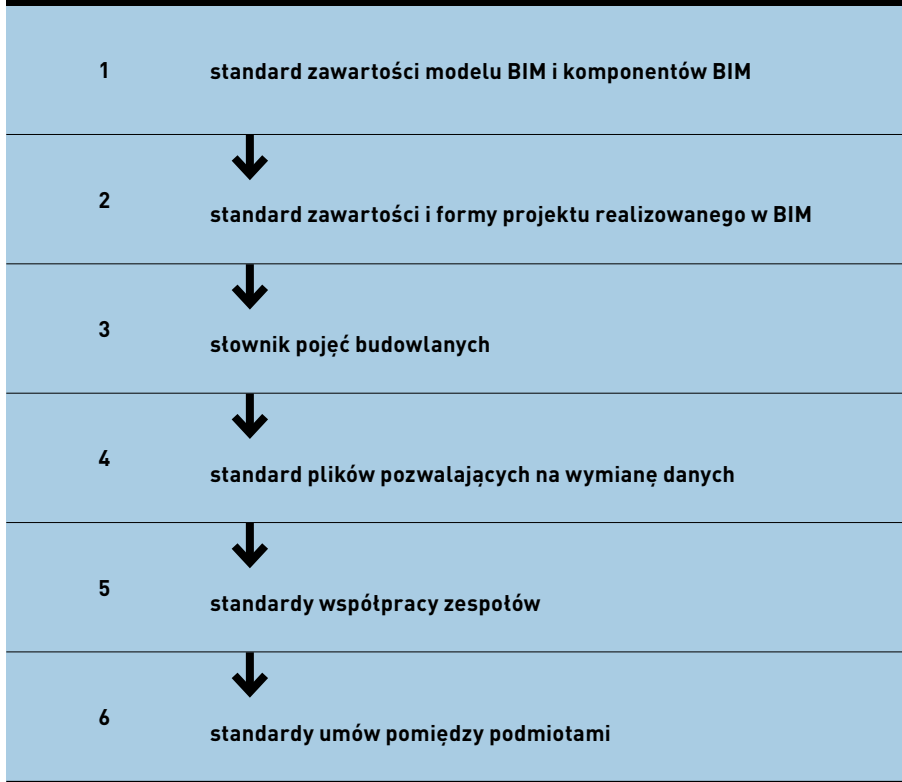 1 standard zawartości modelu BIM i komponentów BIM
2 standard zawartości i formy projektu realizowanego w BIM
3 słownik pojęć budowlanych
4 standard plików pozwalających na wymianę danych
5 standardy współpracy zespołów
6 standardy umów pomiędzy podmiotami